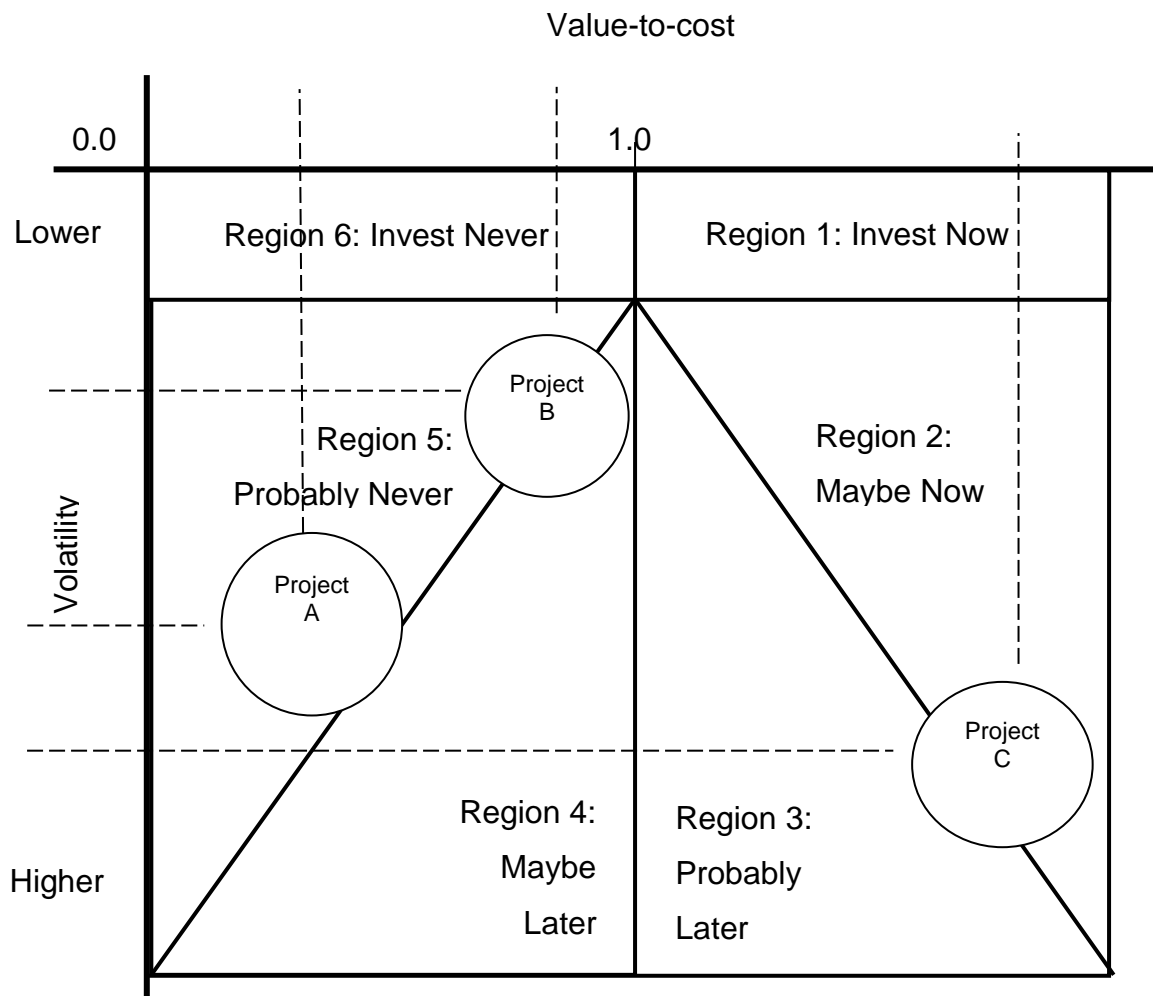 Value-to-cost
0.0
1.0
Lower
Region 6: Invest Never
Region 1: Invest Now
Project
B
Region 5:
Probably Never
Region 2:
Maybe Now
Volatility
Project
A
Project
C
Region 4:
Maybe
Later
Region 3:
Probably
Later
Higher